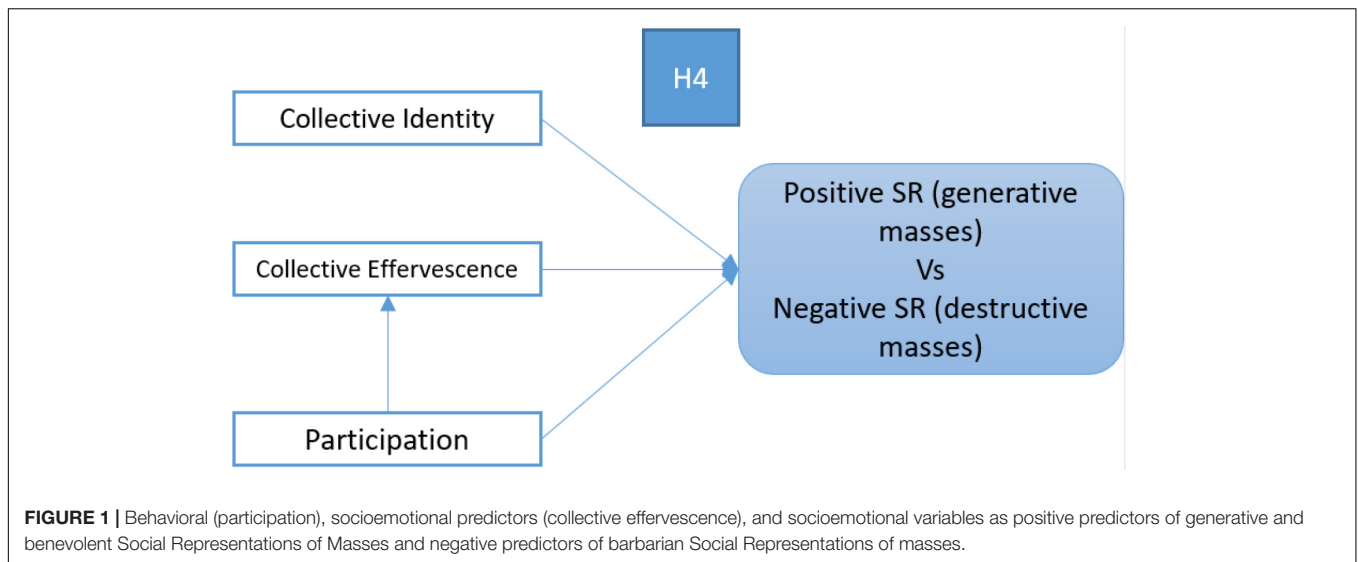 H4
Collective Identity
Collective Effervescence
Participation
Positive SR (generative
masses)
Vs
Negative SR (destructive
masses)
FIGURE 1 | Behavioral (participation), socioemotional predictors (collective effervescence), and socioemotional variables as positive predictors of generative and
benevolent Social Representations of Masses and negative predictors of barbarian Social Representations of masses.